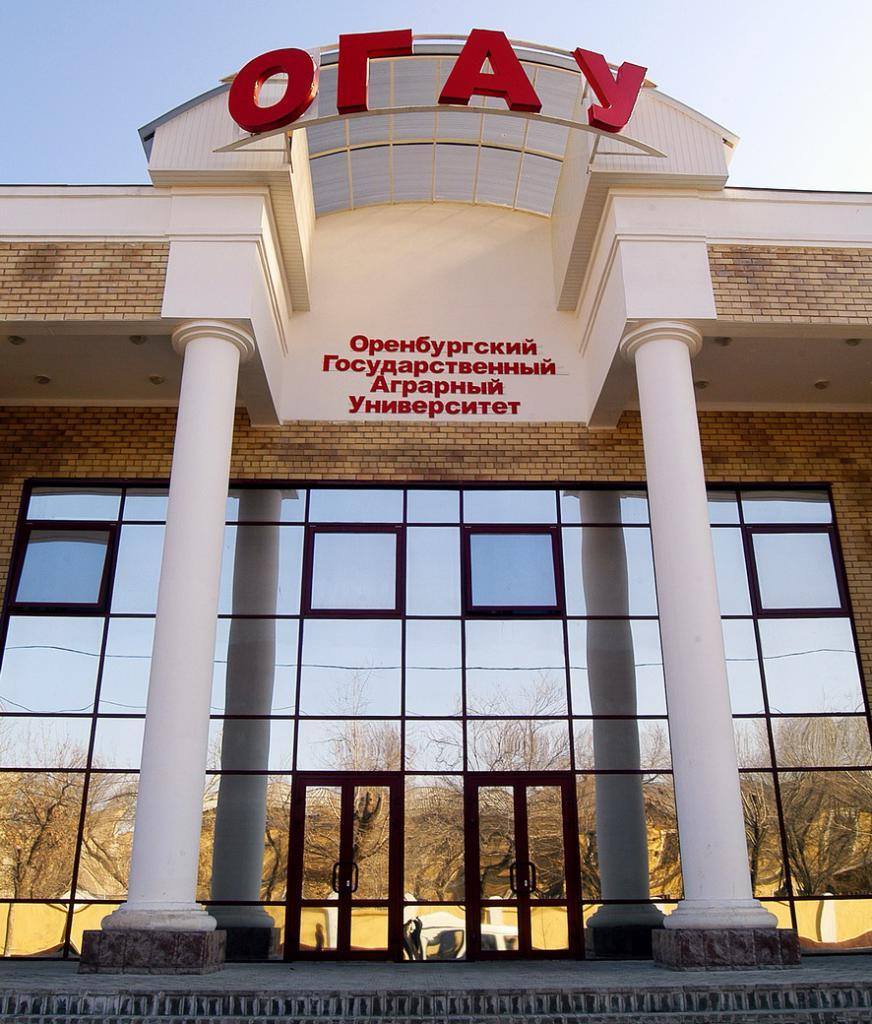 ОГАУ
Оренбургский
Государственный
Аграрный
Университет